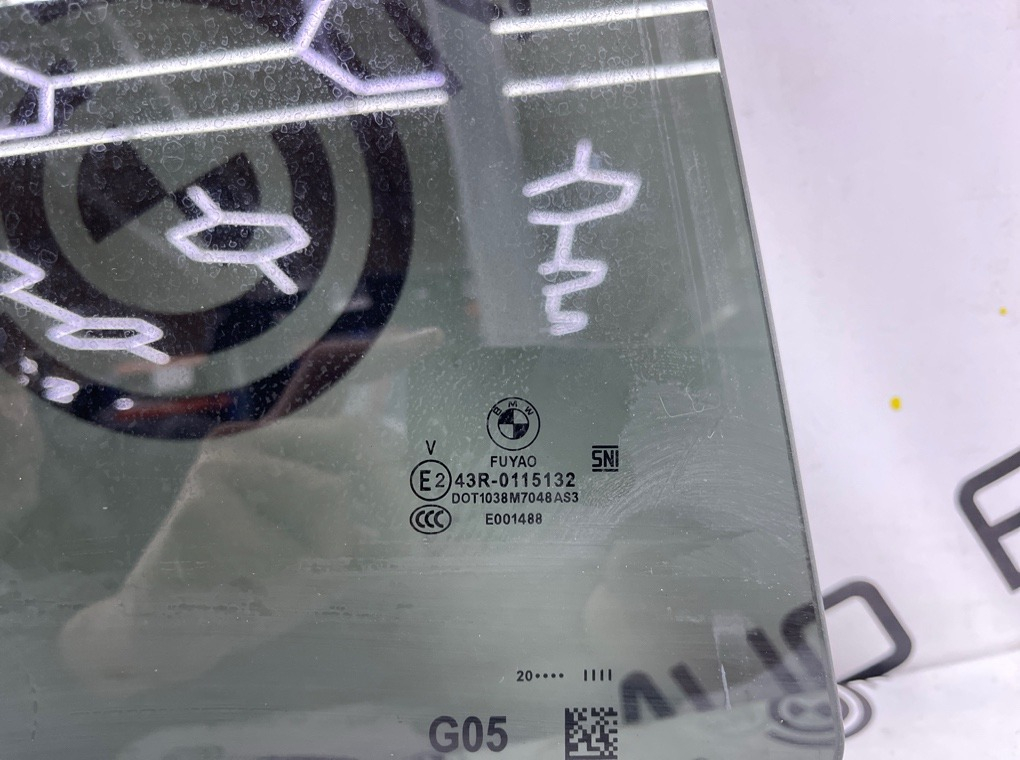 BMW
FUYAO
SNI
V
E2 43R-0115132
DOT1038M7048AS3
CCC E001488
20•••• IIII
G05